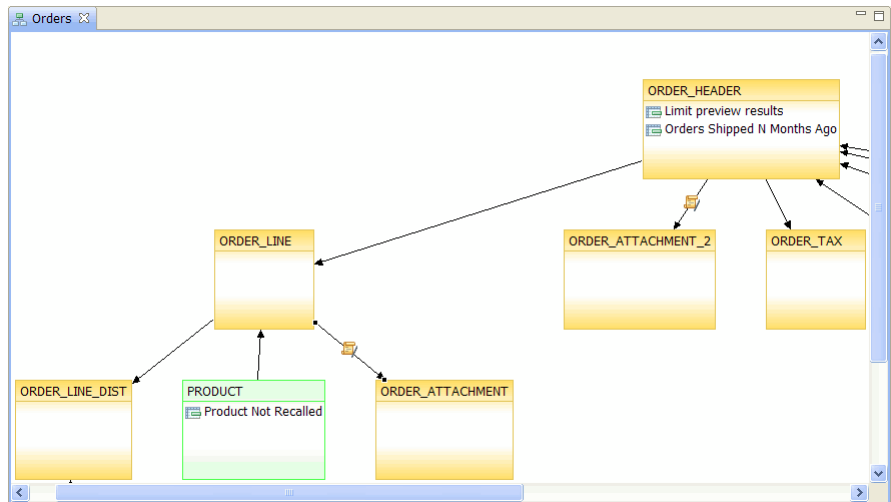 Orders
ORDER_HEADER
Limit preview results
Orders Shipped N Months Ago
ORDER_LINE
ORDER_ATTACHMENT_2
ORDER_TAX
ORDER_LINE_DIST
PRODUCT
Product Not Recalled
ORDER_ATTACHMENT